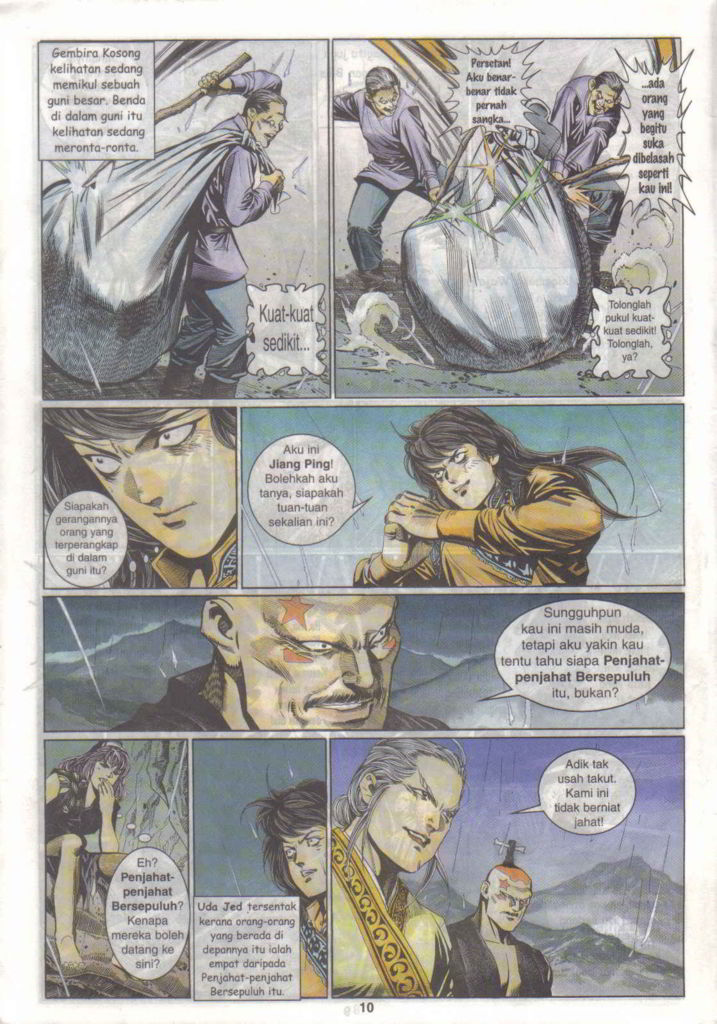 Gembira Kosong
kelihatan sedang
memikul sebuah
guni besar. Benda
di dalam guni itu
kelihatan sedang
meronta-ronta.
Kuat-kuat
sedikit...
Persetan!
Aku benar-
benar tidak
pernah
sangka...
...ada
orang
yang
begitu
suka
dibelasah
seperti
kau ini!
Tolonglah
pukul kuat-
kuat sedikit!
Tolonglah,
ya?
Siapakah
gerangannya
orang yang
terperangkap
di dalam
guni itu?
Aku ini
Jiang Ping!
Bolehkah aku
tanya, siapakah
tuan-tuan
sekalian ini?
Sungguhpun
kau ini masih muda,
tetapi aku yakin kau
tentu tahu siapa Penjahat-
penjahat Bersepuluh
itu, bukan?
Eh?
Penjahat-
penjahat
Bersepuluh?
Kenapa
mereka boleh
datang ke
sini?
Uda Jed tersentak
kerana orang-orang
yang berada di
depannya itu ialah
empat daripada
Penjahat-penjahat
Bersepuluh itu.
Adik tak
usah takut.
Kami ini
tidak berniat
jahat!
10